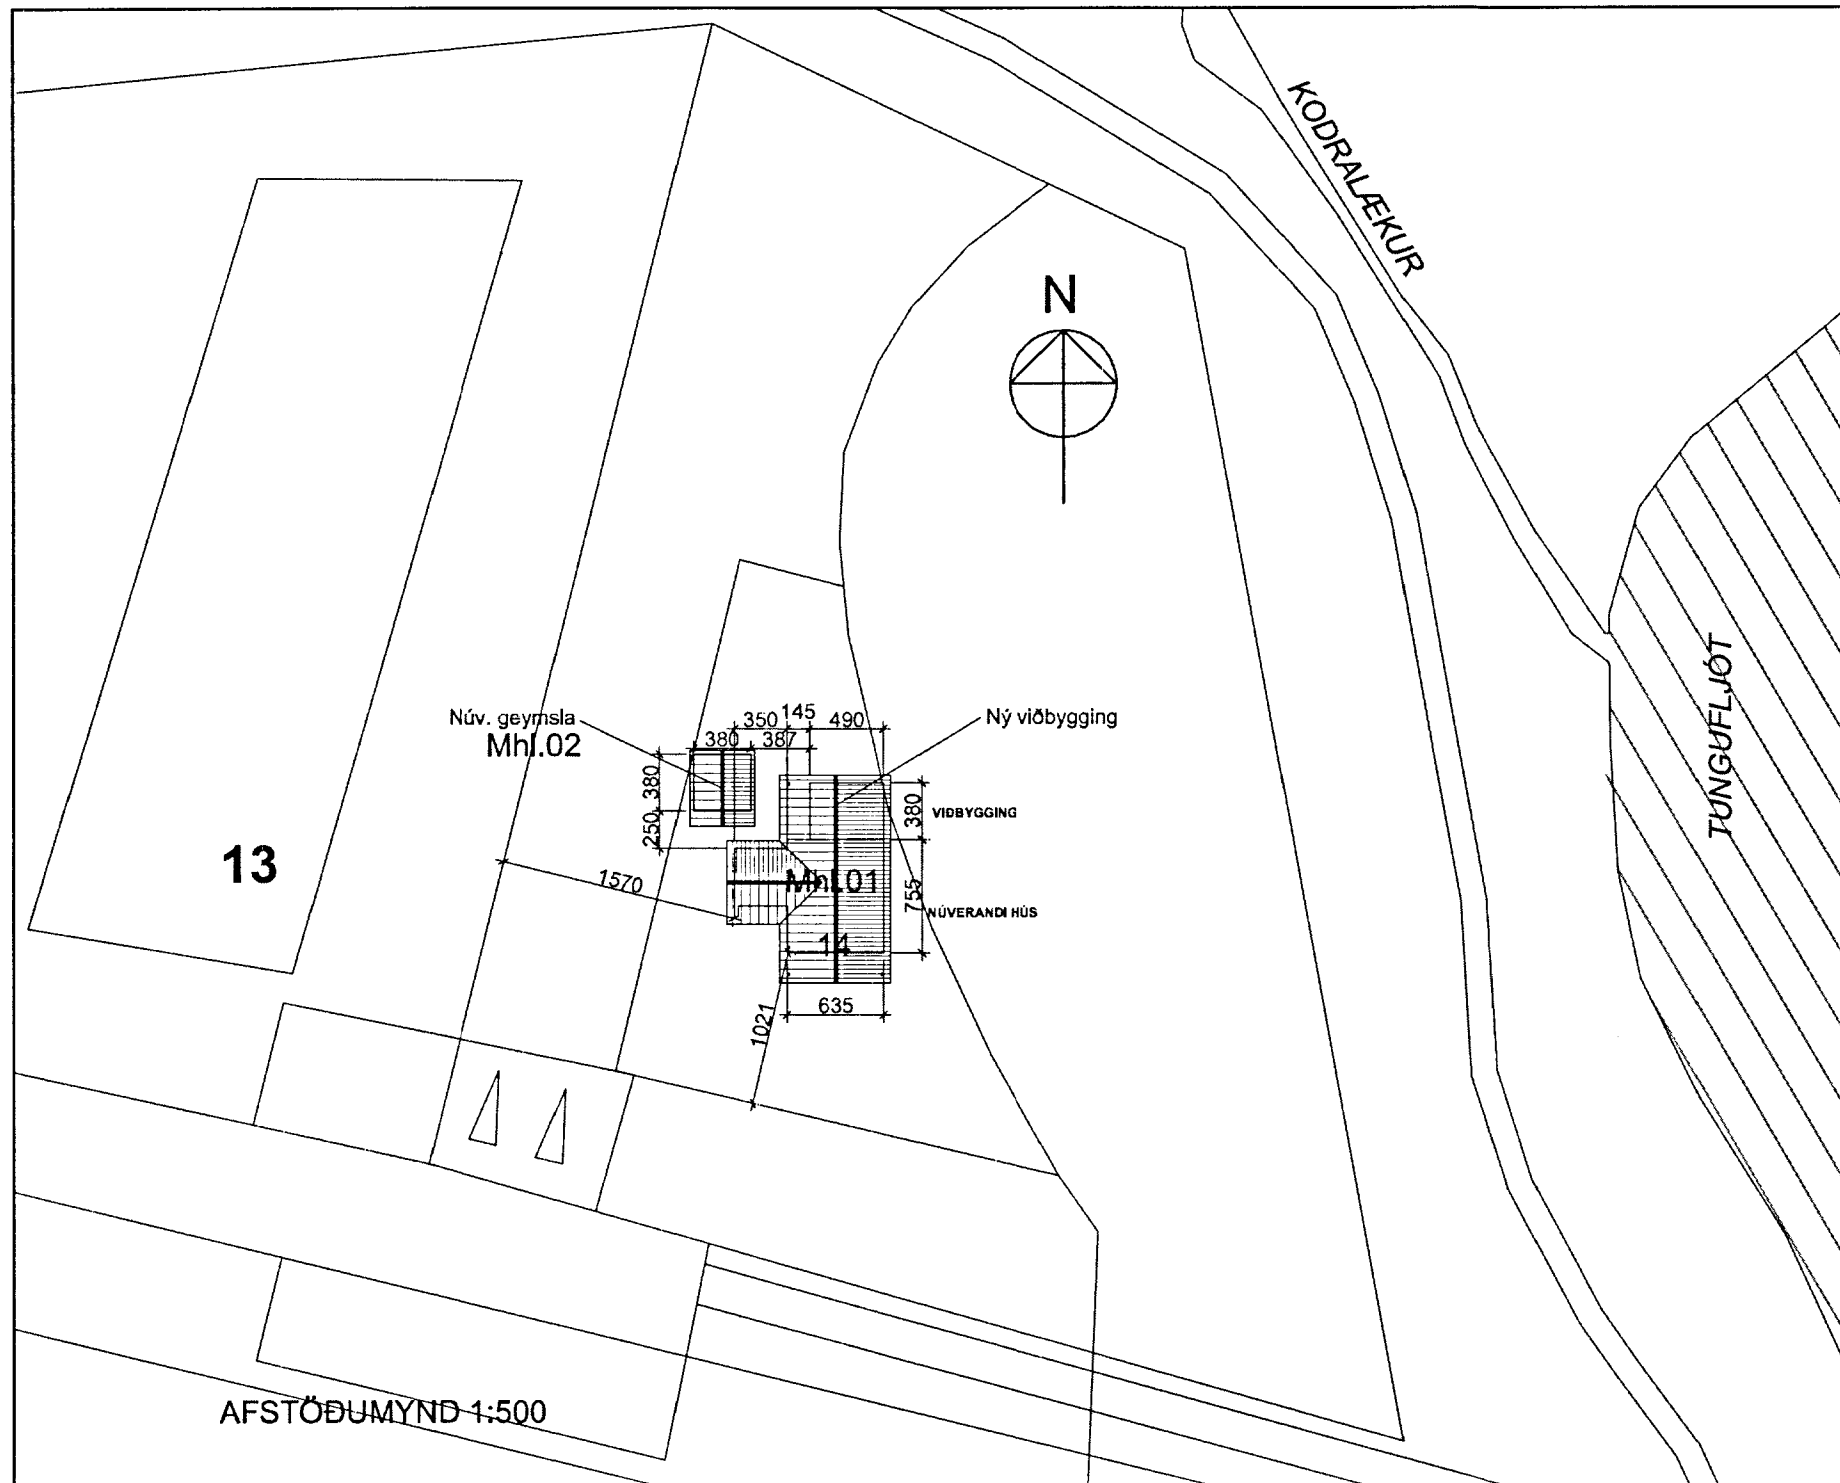 KODRALÆKUR
N
TUNGUFLJÓT
Núv. geymsla
Mhl.02
350 145 490
Ný viðbygging
380 387
380
250
380
VIÐBYGGING
13
1570
Mhl.01
755
NÚVERANDI HÚS
14
635
1021
AFSTÖÐUMYND 1:500